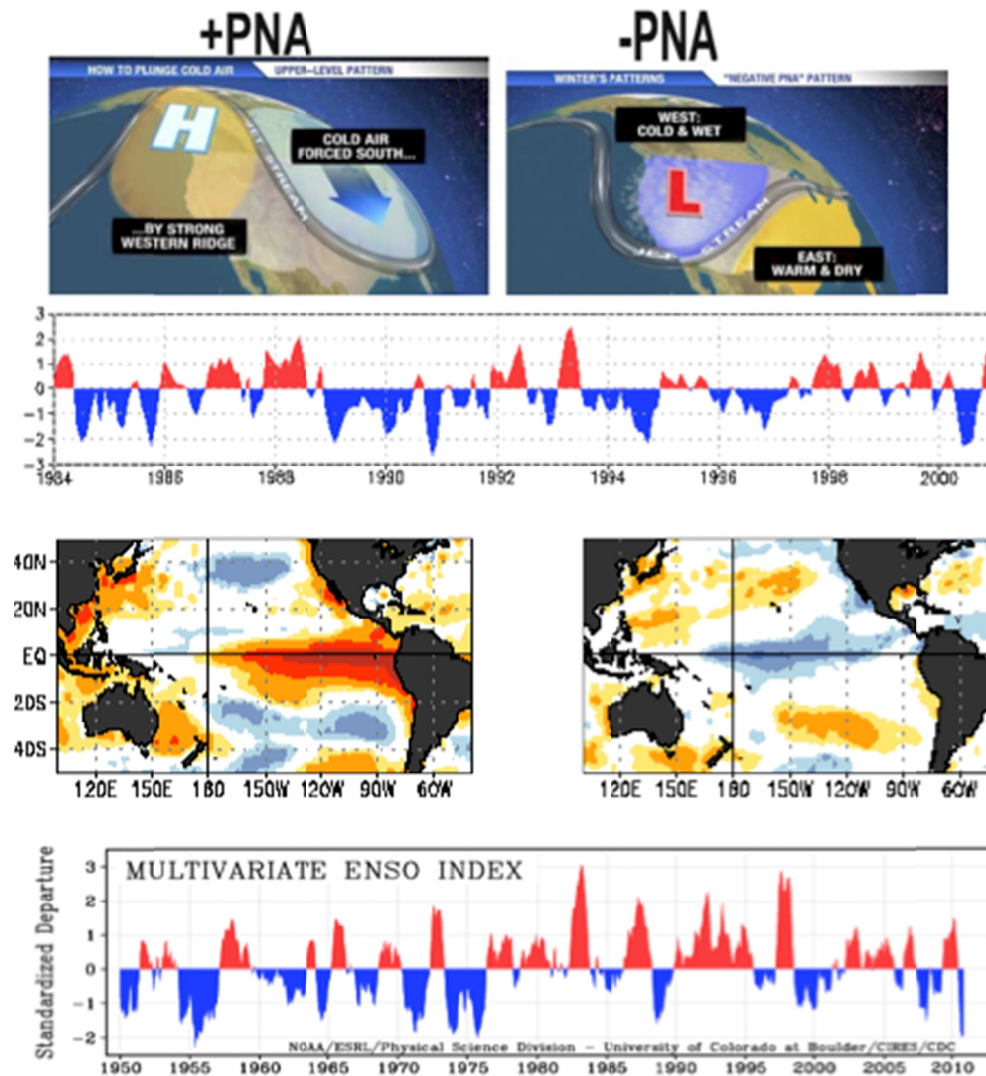 +PNA
-PNA
HOW TO PLUNGE COLD AIR UPPER-LEVEL PATTERN
WINTER'S PATTERNS "NEGATIVE PNA" PATTERN
H
COLD AIR
FORCED SOUTH...
JET STREAM
...BY STRONG
WESTERN RIDGE
WEST:
COLD & WET
L
JET STREAM
EAST:
WARM & DRY
3
2
1
0
-1
-2
-3
1984 1986 1988 1990 1992 1994 1996 1998 2000
40N
20N
EQ
20S
40S
120E 150E 180 150W 120W 90W 60W
120E 150E 180 150W 120W 90W 60W
MULTIVARIATE ENSO INDEX
Standardized Departure
3
2
1
0
-1
-2
NOAA/ESRL/Physical Science Division – University of Colorado at Boulder/CIRES/CDC
1950 1955 1960 1965 1970 1975 1980 1985 1990 1995 2000 2005 2010